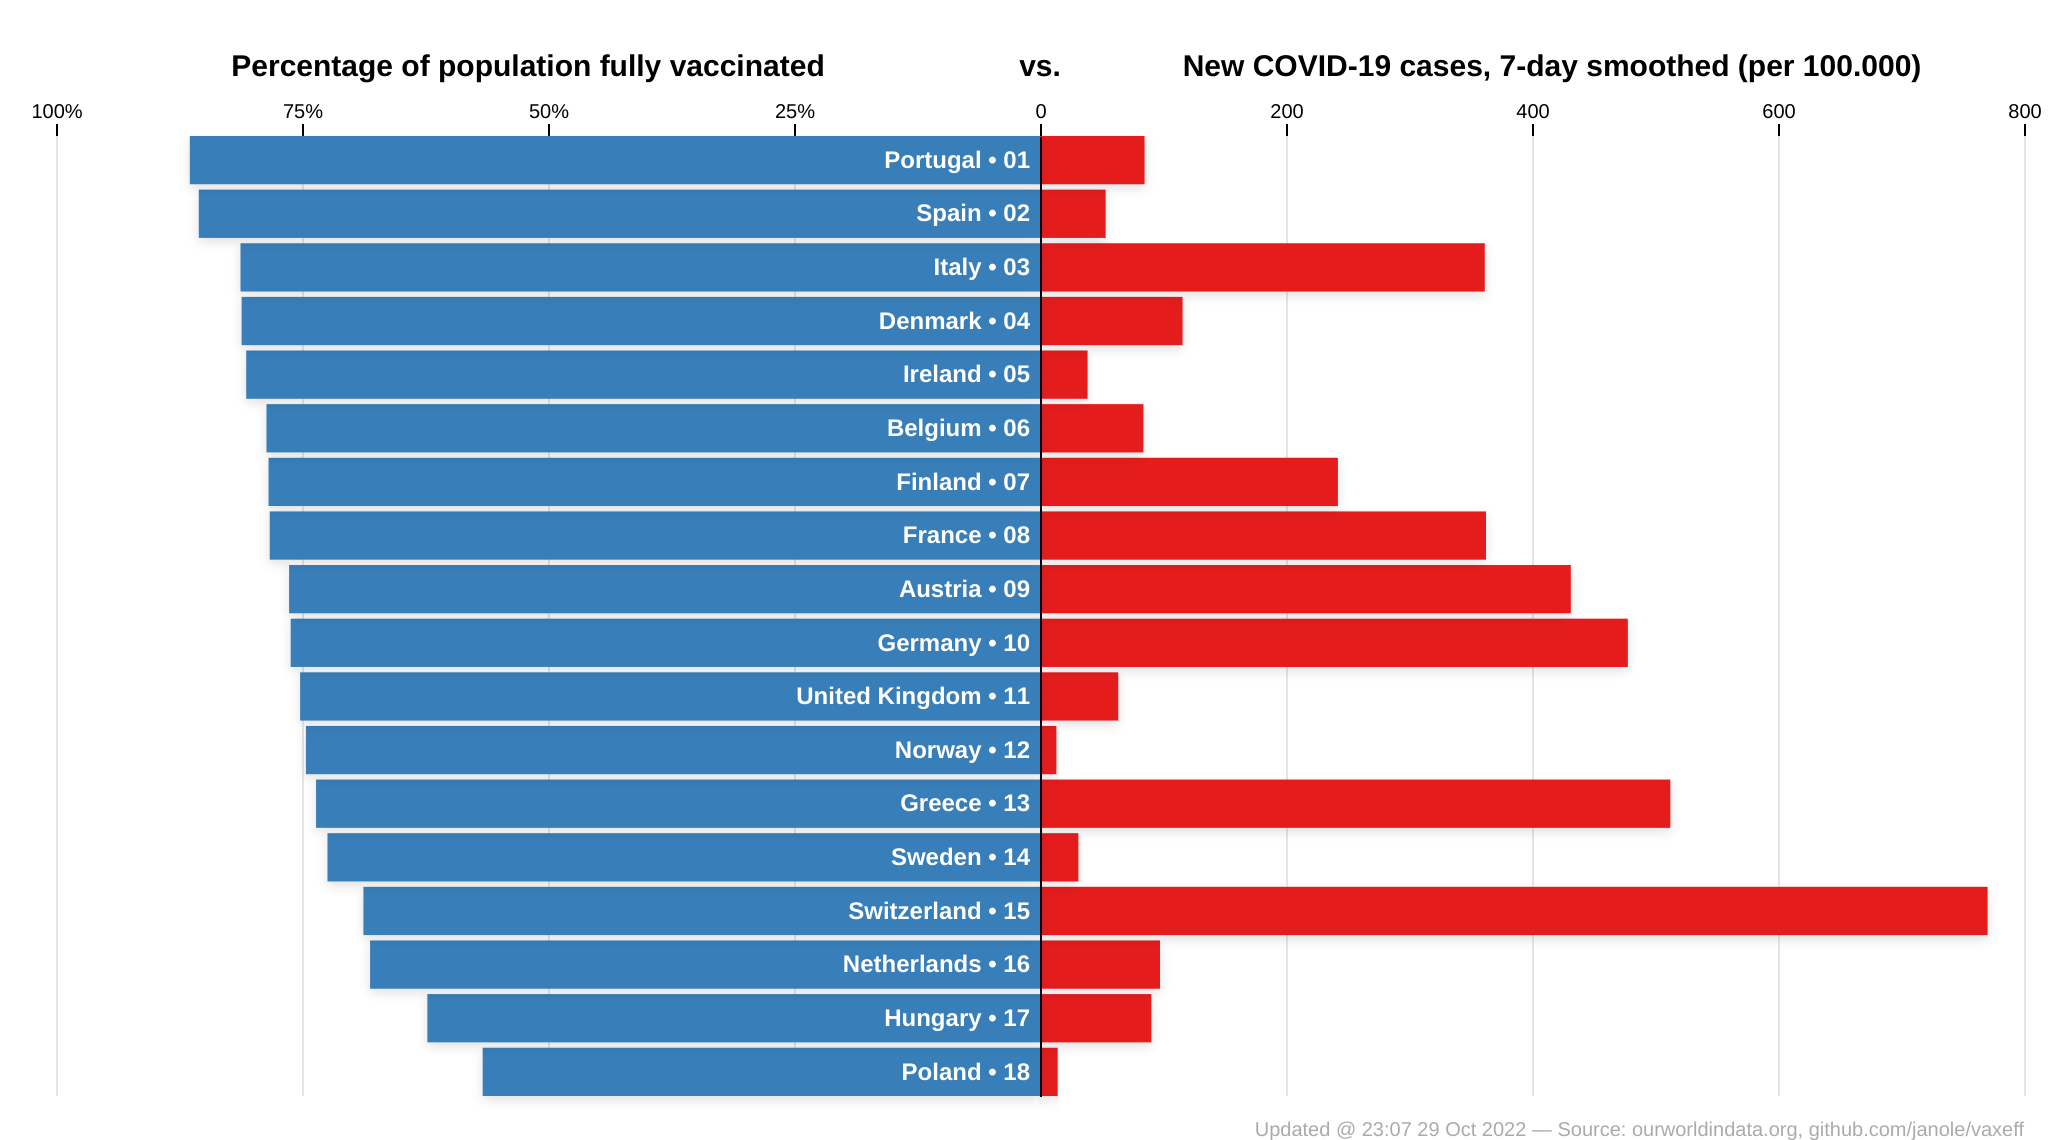 Percentage of population fully vaccinated vs. New COVID-19 cases, 7-day smoothed (per 100.000)
100% 75% 50% 25% 0 200 400 600 800
Portugal • 01
Spain • 02
Italy • 03
Denmark • 04
Ireland • 05
Belgium • 06
Finland • 07
France • 08
Austria • 09
Germany • 10
United Kingdom • 11
Norway • 12
Greece • 13
Sweden • 14
Switzerland • 15
Netherlands • 16
Hungary • 17
Poland • 18
Updated @ 23:07 29 Oct 2022 — Source: ourworldindata.org, github.com/janole/vaxeff